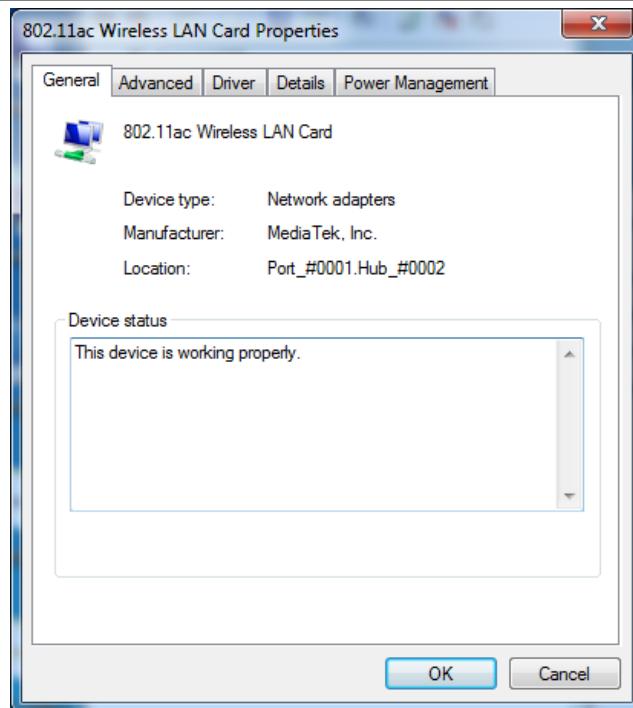 802.11ac Wireless LAN Card Properties
General Advanced Driver Details Power Management
802.11ac Wireless LAN Card
Device type: Network adapters
Manufacturer: MediaTek, Inc.
Location: Port_#0001.Hub_#0002
Device status
This device is working properly.
OK Cancel